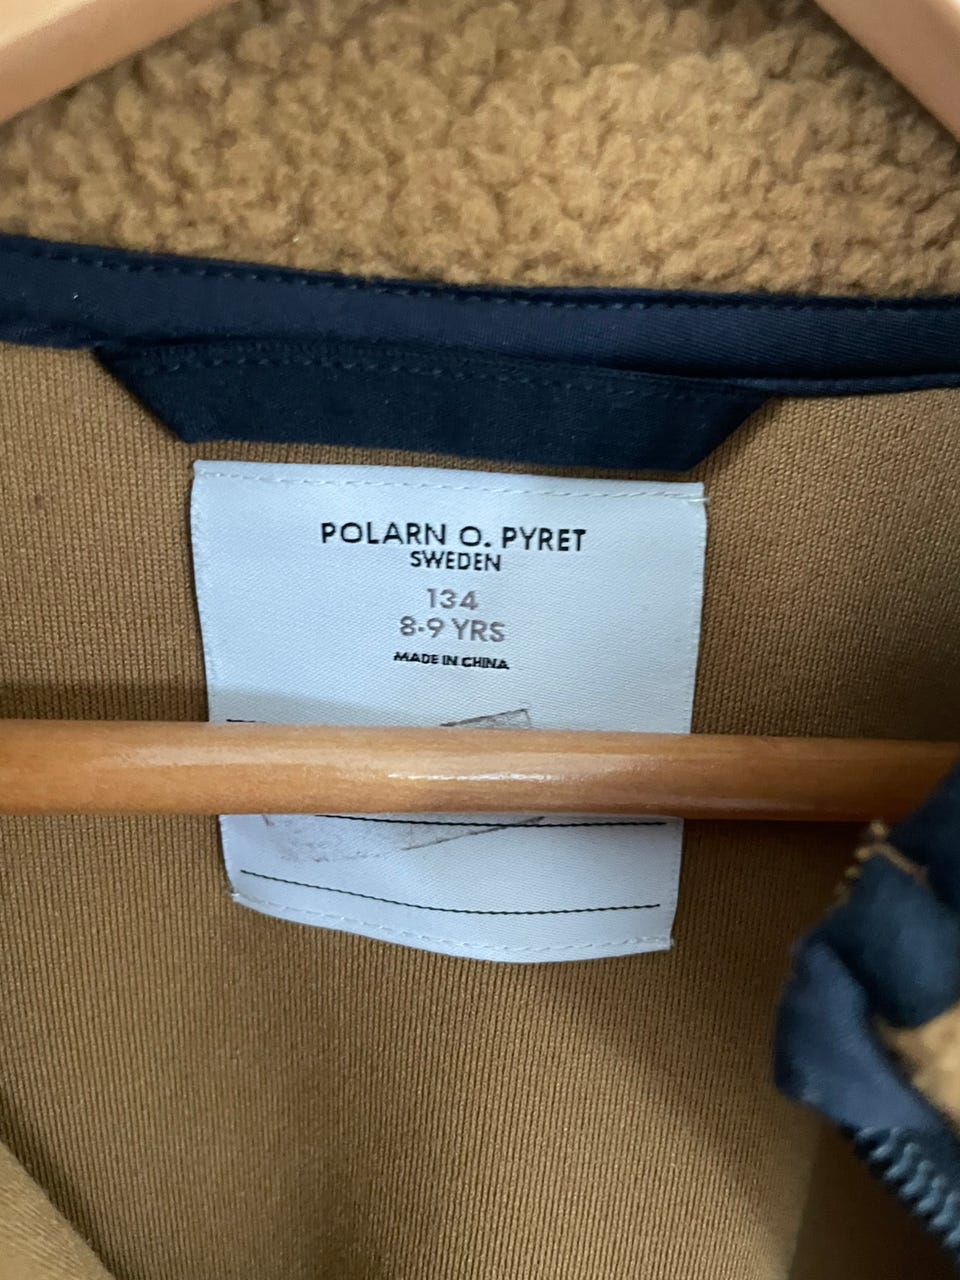 POLARN O. PYRET
SWEDEN
134
8-9 YRS
MADE IN CHINA